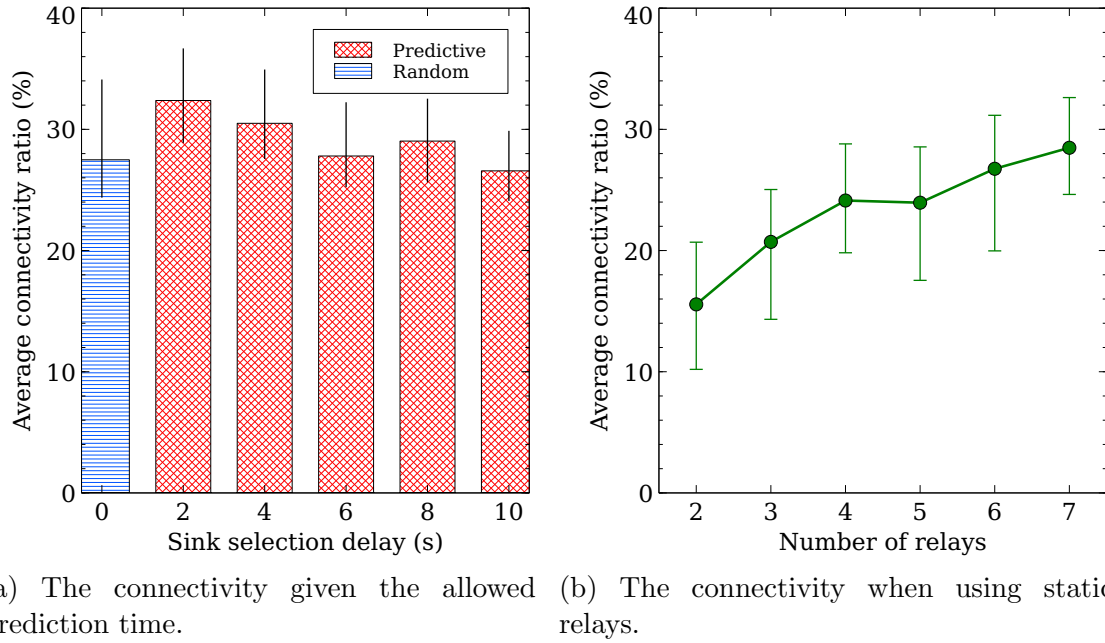 40
30
20
10
0
Average connectivity ratio (%)
Predictive
Random
0 2 4 6 8 10
Sink selection delay (s)
40
30
20
10
0
Average connectivity ratio (%)
2 3 4 5 6 7
Number of relays
a) The connectivity given the allowed
rediction time.
(b) The connectivity when using static
relays.